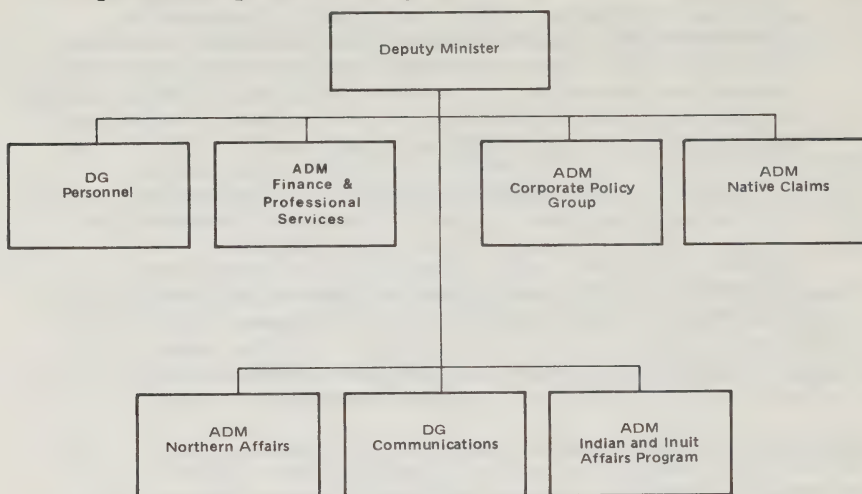 Deputy Minister
DG
Personnel
ADM
Finance &
Professional
Services
ADM
Corporate Policy
Group
ADM
Native Claims
ADM
Northern Affairs
DG
Communications
ADM
Indian and Inuit
Affairs Program